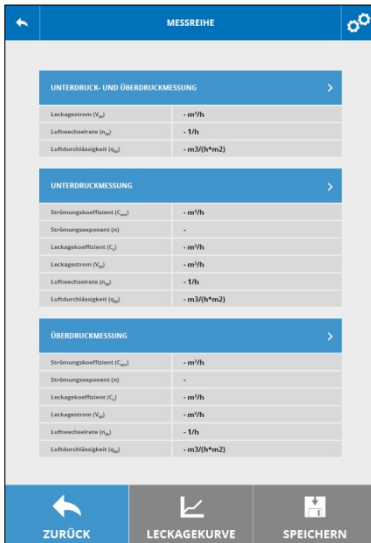 MESSREIHE
UNTERDRUCK- UND ÜBERDRUCKMESSUNG
Leckagestrom (V₅₀) - m³/h
Luftwechselrate (n₅₀) - 1/h
Luftdurchlässigkeit (q₅₀) - m3/(h*m2)
UNTERDRUCKMESSUNG
Strömungskoeffizient (Cₑₙᵥ) - m³/h
Strömungsexponent (n) -
Leckagekoeffizient (C_L) - m³/h
Leckagestrom (V₅₀) - m³/h
Luftwechselrate (n₅₀) - 1/h
Luftdurchlässigkeit (q₅₀) - m3/(h*m2)
ÜBERDRUCKMESSUNG
Strömungskoeffizient (Cₑₙᵥ) - m³/h
Strömungsexponent (n) -
Leckagekoeffizient (C_L) - m³/h
Leckagestrom (V₅₀) - m³/h
Luftwechselrate (n₅₀) - 1/h
Luftdurchlässigkeit (q₅₀) - m3/(h*m2)
ZURÜCK LECKAGEKURVE SPEICHERN